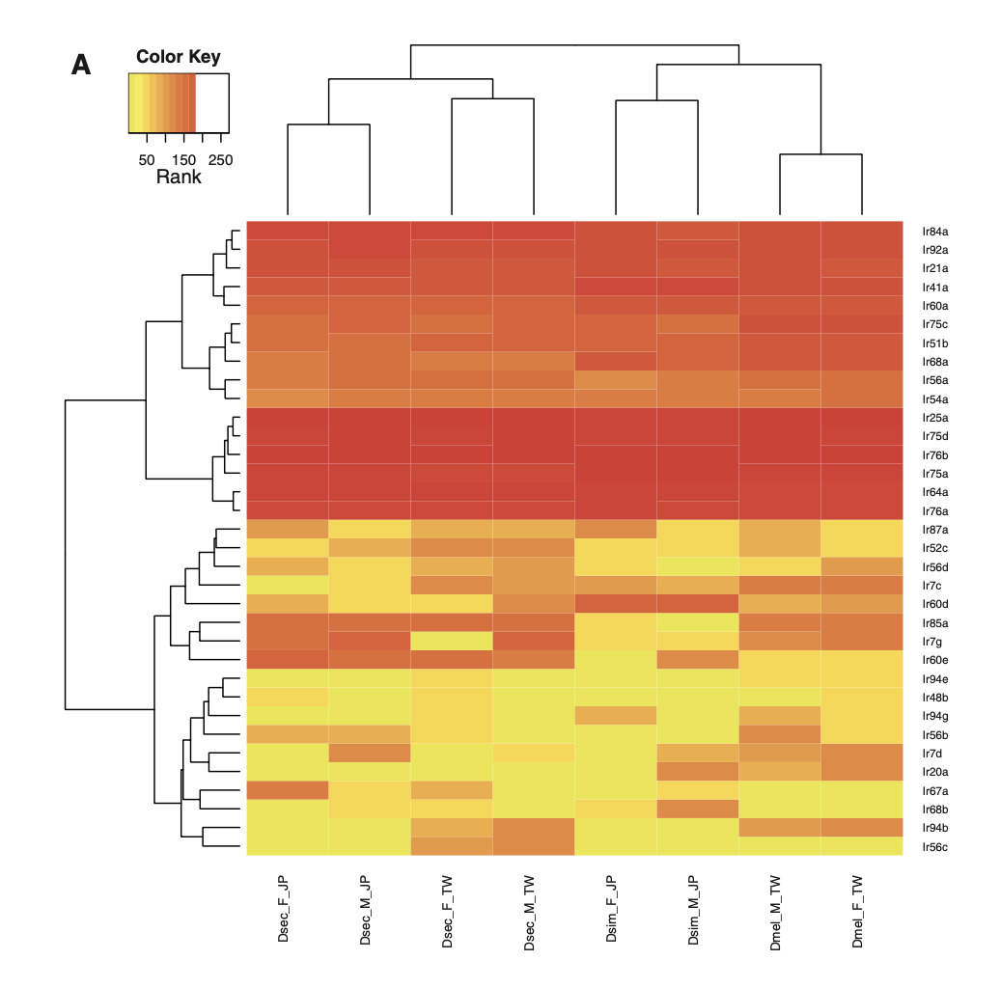 A
Color Key
50 150 250
Rank
Ir84a
Ir92a
Ir21a
Ir41a
Ir60a
Ir75c
Ir51b
Ir68a
Ir56a
Ir54a
Ir25a
Ir75d
Ir76b
Ir75a
Ir64a
Ir76a
Ir87a
Ir52c
Ir56d
Ir7c
Ir60d
Ir85a
Ir7g
Ir60e
Ir94e
Ir48b
Ir94g
Ir56b
Ir7d
Ir20a
Ir67a
Ir68b
Ir94b
Ir56c
Dsec_F_JP
Dsec_M_JP
Dsec_F_TW
Dsec_M_TW
Dsim_F_JP
Dsim_M_JP
Dmel_M_TW
Dmel_F_TW